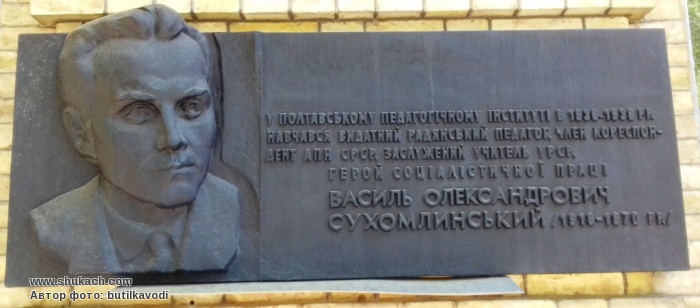 У ПОЛТАВСЬКОМУ ПЕДАГОГІЧНОМУ ІНСТИТУТІ В 1936-1938 РР.
НАВЧАВСЯ ВИДАТНИЙ РАДЯНСЬКИЙ ПЕДАГОГ, ЧЛЕН КОРЕСПОН-
ДЕНТ АПН СРСР, ЗАСЛУЖЕНИЙ УЧИТЕЛЬ УРСР,
ГЕРОЙ СОЦІАЛІСТИЧНОЇ ПРАЦІ
ВАСИЛЬ ОЛЕКСАНДРОВИЧ
СУХОМЛИНСЬКИЙ /1918-1970 РР./
www.shukach.com
Автор фото: butilkavodi